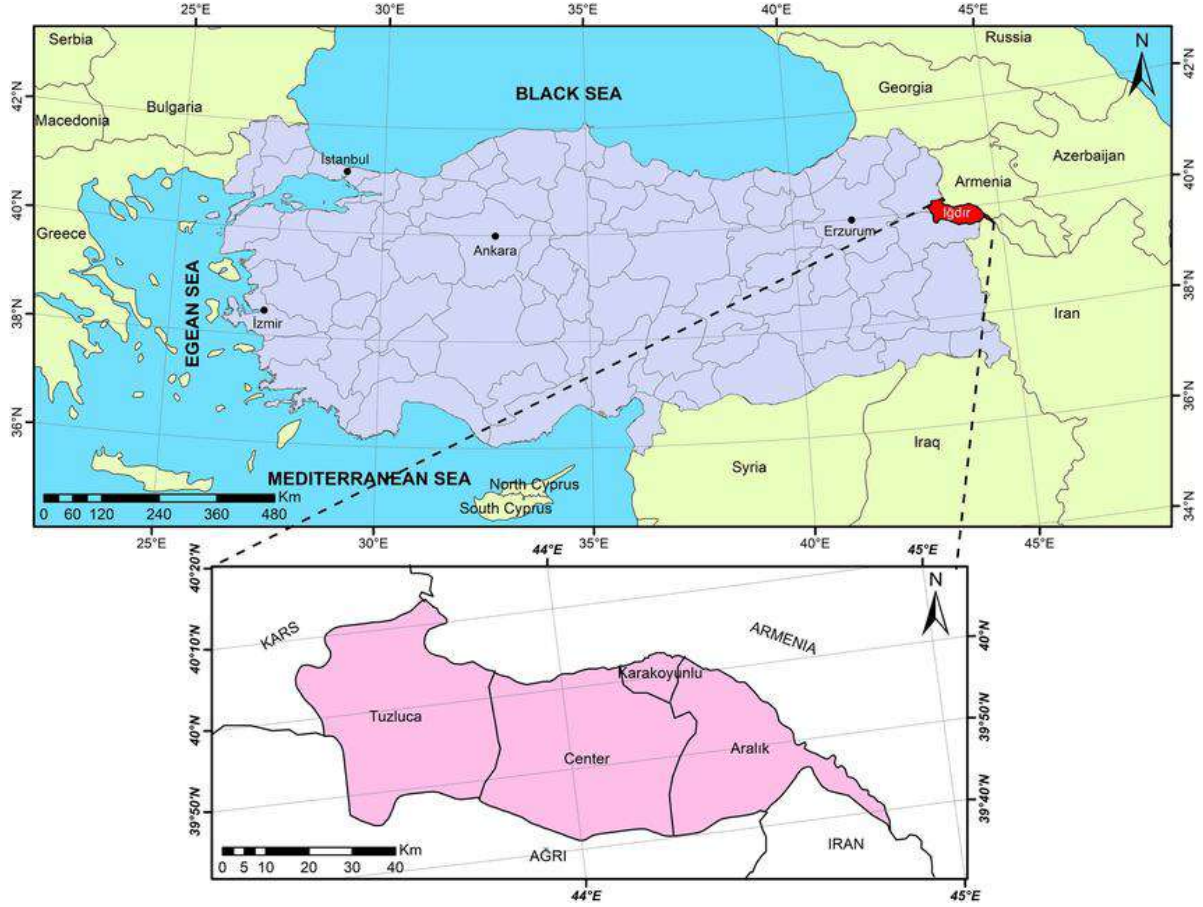 25°E 30°E 35°E 40°E 45°E
Serbia
Russia
N
42°N
42°N
BLACK SEA
Georgia
Bulgaria
Macedonia
Azerbaijan
İstanbul
40°N
Armenia
40°N
Iğdır
Greece
Erzurum
Ankara
EGEAN SEA
38°N
38°N
İzmir
Iran
36°N
36°N
Iraq
Syria
MEDITERRANEAN SEA
North Cyprus
South Cyprus
Km
0 60 120 240 360 480
34°N
25°E 30°E 35°E 40°E 45°E
44°E 45°E
40°20'N
N
KARS
ARMENIA
40°10'N
40°N
Karakoyunlu
Tuzluca
40°N
39°50'N
Center
Aralık
39°50'N
39°40'N
Km
0 5 10 20 30 40
AĞRI
IRAN
44°E 45°E